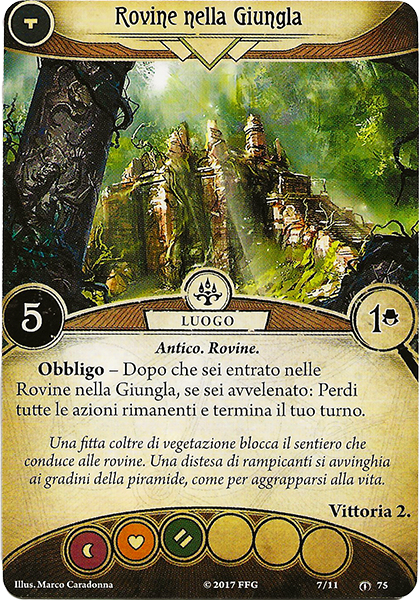 Rovine nella Giungla
5
LUOGO
1
Antico. Rovine.
Obbligo – Dopo che sei entrato nelle
Rovine nella Giungla, se sei avvelenato: Perdi
tutte le azioni rimanenti e termina il tuo turno.
Una fitta coltre di vegetazione blocca il sentiero che
conduce alle rovine. Una distesa di rampicanti si avvinghia
ai gradini della piramide, come per aggrapparsi alla vita.
Vittoria 2.
Illus. Marco Caradonna © 2017 FFG 7/11 75